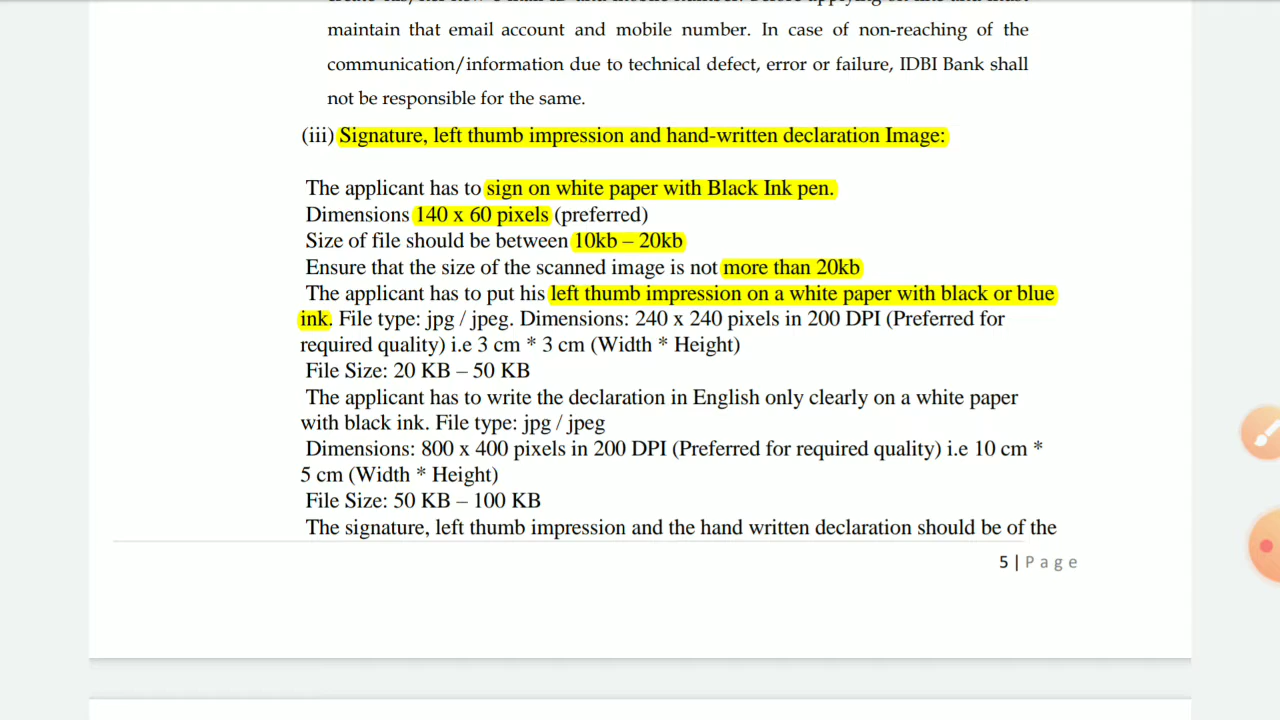 maintain that email account and mobile number. In case of non-reaching of the
communication/information due to technical defect, error or failure, IDBI Bank shall
not be responsible for the same.
(iii) Signature, left thumb impression and hand-written declaration Image:
The applicant has to sign on white paper with Black Ink pen.
Dimensions 140 x 60 pixels (preferred)
Size of file should be between 10kb – 20kb
Ensure that the size of the scanned image is not more than 20kb
The applicant has to put his left thumb impression on a white paper with black or blue
ink. File type: jpg / jpeg. Dimensions: 240 x 240 pixels in 200 DPI (Preferred for
required quality) i.e 3 cm * 3 cm (Width * Height)
File Size: 20 KB – 50 KB
The applicant has to write the declaration in English only clearly on a white paper
with black ink. File type: jpg / jpeg
Dimensions: 800 x 400 pixels in 200 DPI (Preferred for required quality) i.e 10 cm *
5 cm (Width * Height)
File Size: 50 KB – 100 KB
The signature, left thumb impression and the hand written declaration should be of the
5 | Page